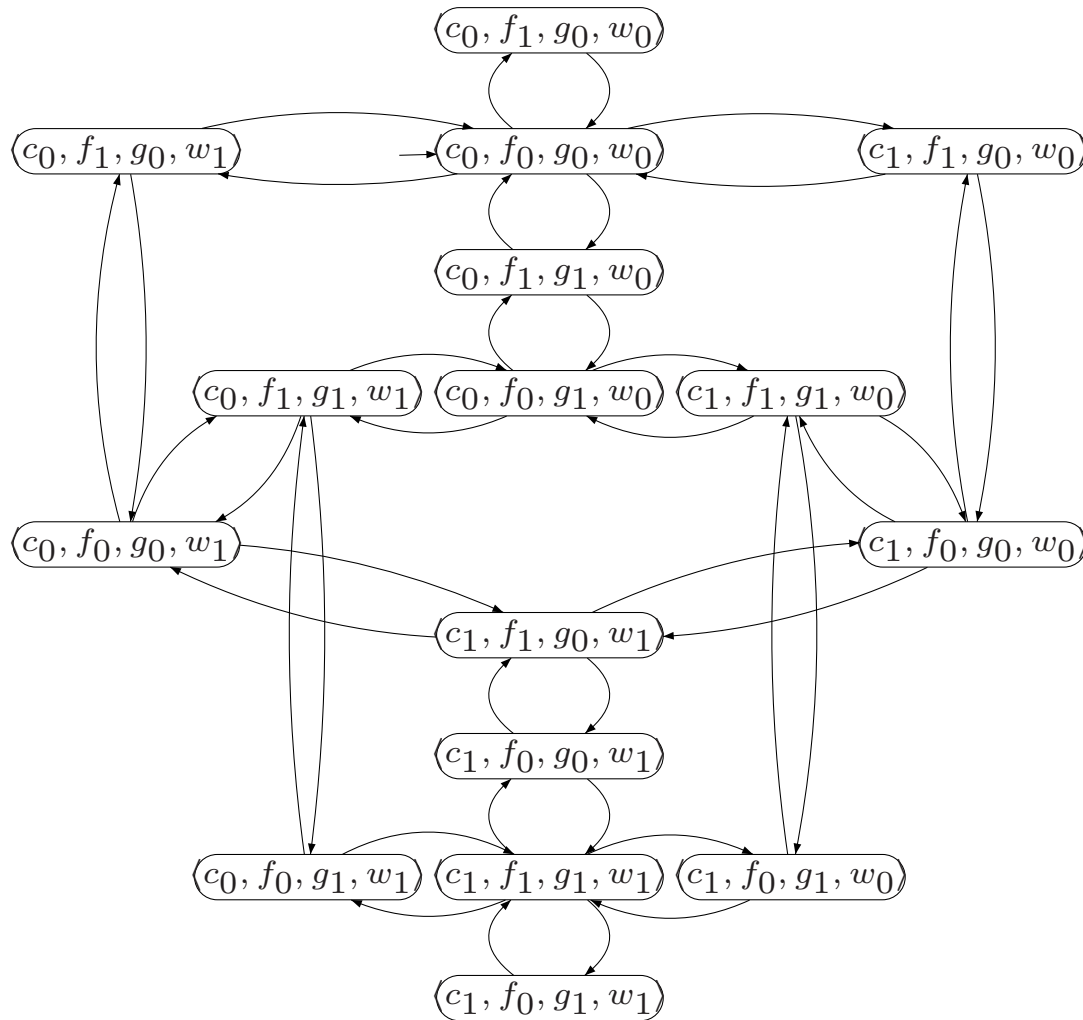 ⟨c₀, f₁, g₀, w₀⟩
⟨c₀, f₁, g₀, w₁⟩ ⟨c₀, f₀, g₀, w₀⟩ ⟨c₁, f₁, g₀, w₀⟩
⟨c₀, f₁, g₁, w₀⟩
⟨c₀, f₁, g₁, w₁⟩ ⟨c₀, f₀, g₁, w₀⟩ ⟨c₁, f₁, g₁, w₀⟩
⟨c₀, f₀, g₀, w₁⟩ ⟨c₁, f₀, g₀, w₀⟩
⟨c₁, f₁, g₀, w₁⟩
⟨c₁, f₀, g₀, w₁⟩
⟨c₀, f₀, g₁, w₁⟩ ⟨c₁, f₁, g₁, w₁⟩ ⟨c₁, f₀, g₁, w₀⟩
⟨c₁, f₀, g₁, w₁⟩